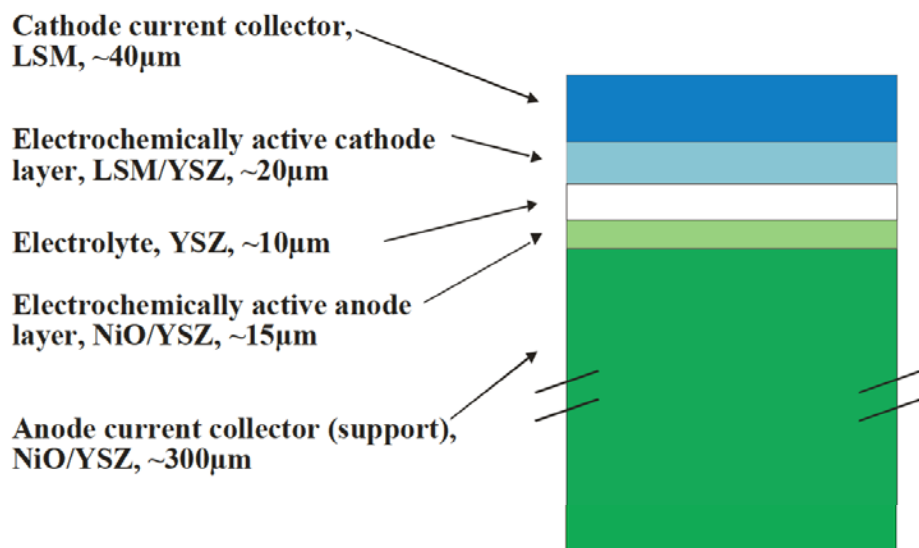 Cathode current collector,
LSM, ~40μm
Electrochemically active cathode
layer, LSM/YSZ, ~20μm
Electrolyte, YSZ, ~10μm
Electrochemically active anode
layer, NiO/YSZ, ~15μm
Anode current collector (support),
NiO/YSZ, ~300μm